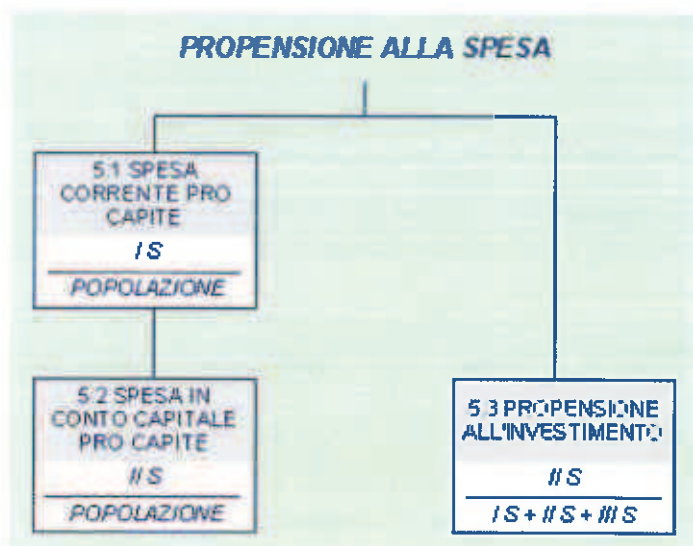 PROPENSIONE ALLA SPESA
5.1 SPESA
CORRENTE PRO
CAPITE
I S
POPOLAZIONE
5.2 SPESA IN
CONTO CAPITALE
PRO CAPITE
II S
POPOLAZIONE
5.3 PROPENSIONE
ALL'INVESTIMENTO
II S
I S + II S + III S